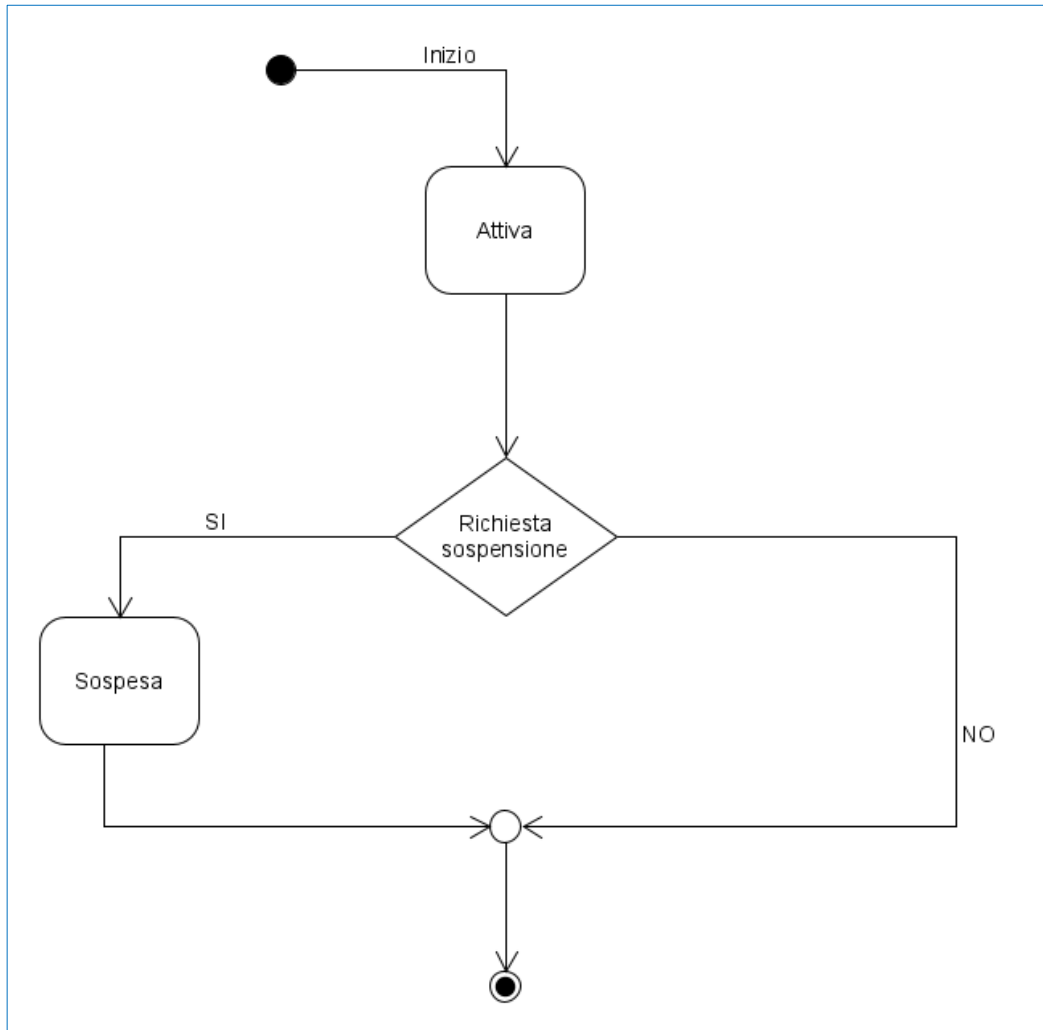 Inizio
Attiva
Richiesta
sospensione
SI
Sospesa
NO